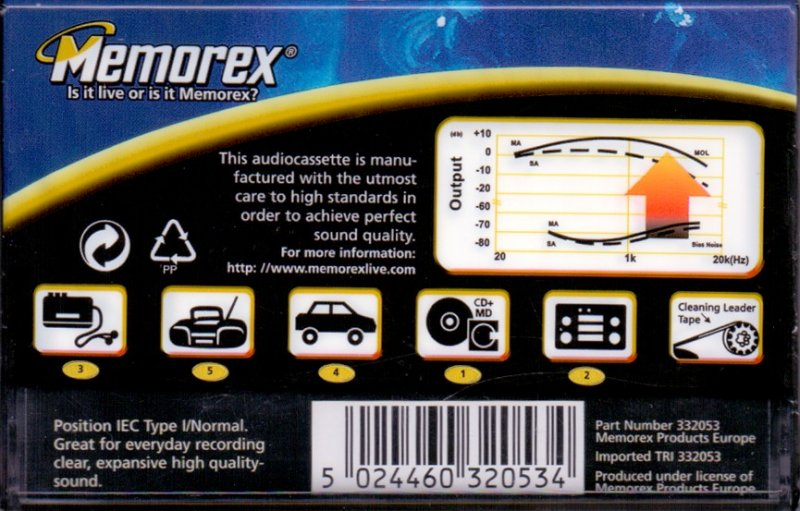 Memorex®
Is it live or is it Memorex?
This audiocassette is manu-
factured with the utmost
care to high standards in
order to achieve perfect
sound quality.
For more information:
http: //www.memorexlive.com
PP
(db)
Output
+10
0
-10
-20
-60
-70
-80
MA
SA
MOL
MA
SA
Bias Noise
20
1k
20k(Hz)
CD+
MD
Cleaning Leader
Tape
3
5
4
1
2
Position IEC Type I/Normal.
Great for everyday recording
clear, expansive high quality-
sound.
5 024460 320534
Part Number 332053
Memorex Products Europe
Imported TRI 332053
Produced under license of
Memorex Products Europe